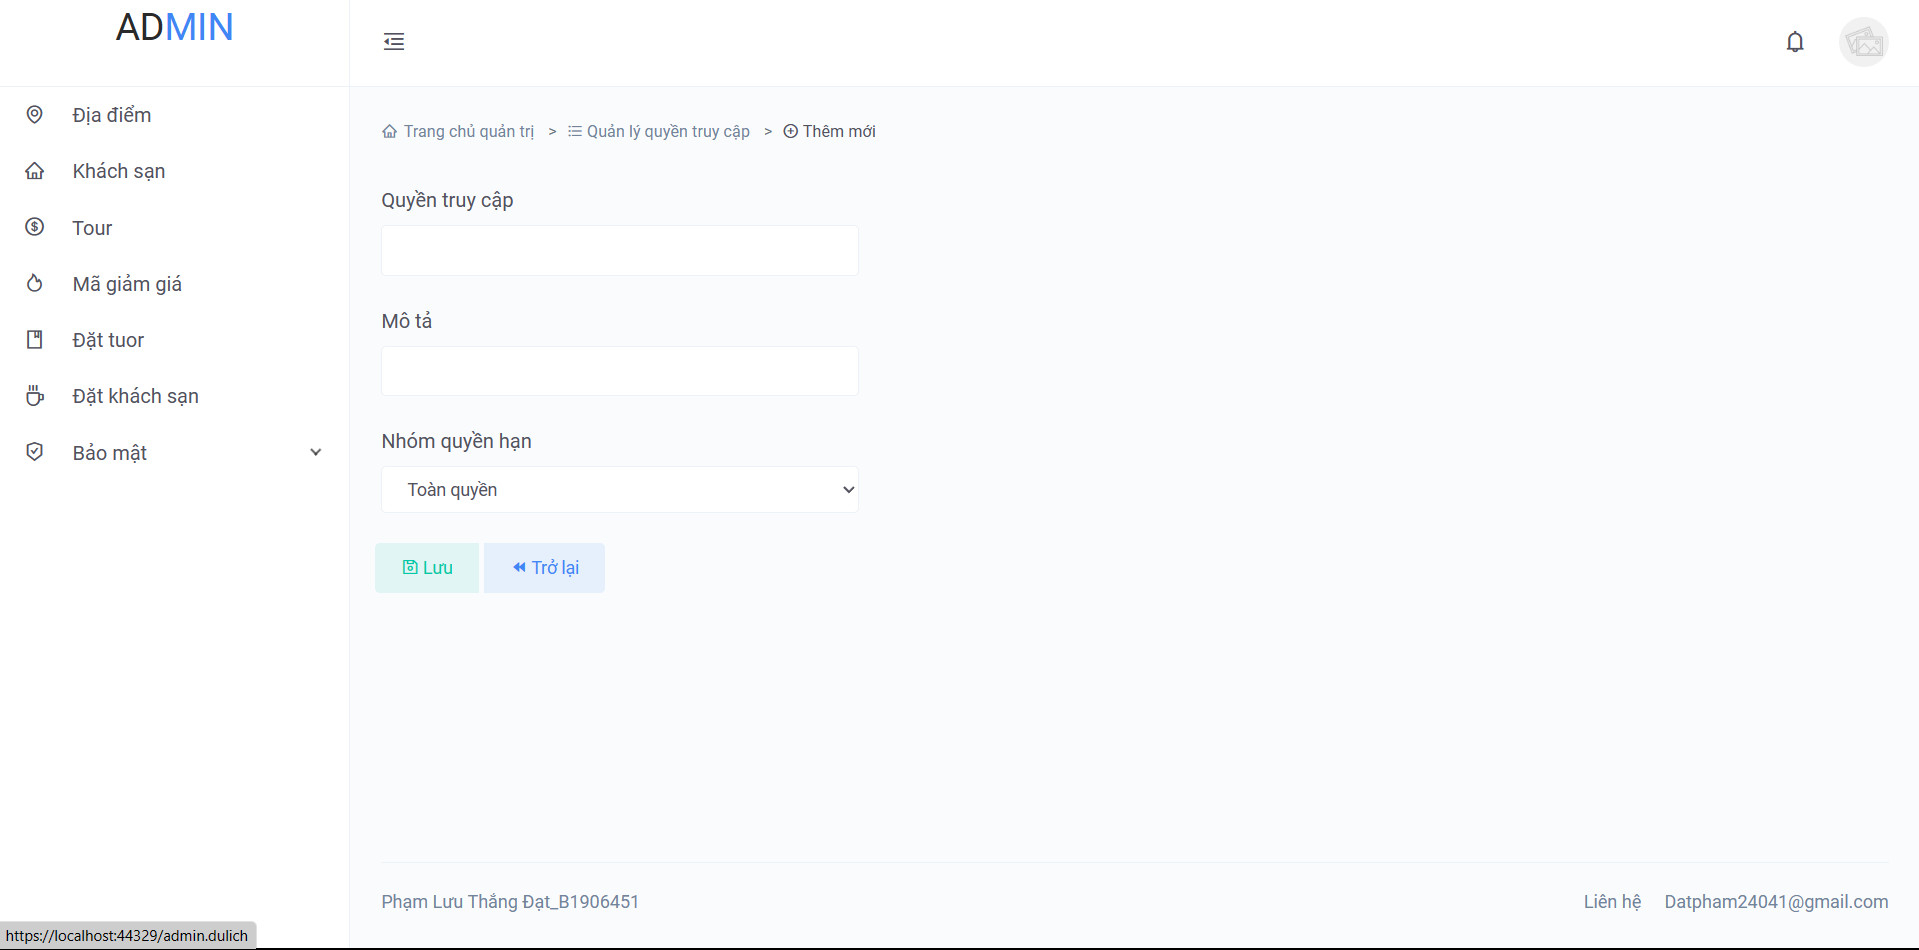 ADMIN
Địa điểm
Khách sạn
Tour
Mã giảm giá
Đặt tuor
Đặt khách sạn
Bảo mật
Trang chủ quản trị > Quản lý quyền truy cập > Thêm mới
Quyền truy cập
Mô tả
Nhóm quyền hạn
Toàn quyền
Lưu Trở lại
Phạm Lưu Thắng Đạt_B1906451
Liên hệ Datpham24041@gmail.com
https://localhost:44329/admin.dulich